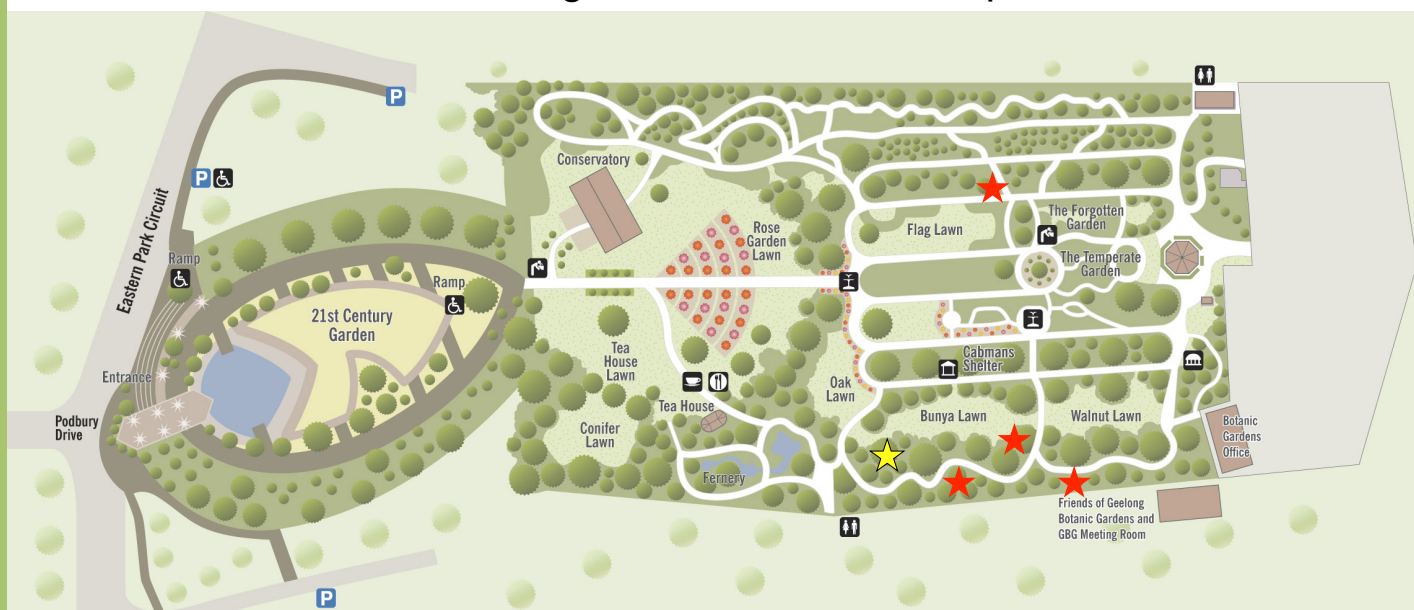 P
Conservatory
P
Eastern Park Circuit
Rose
Garden
Lawn
The Forgotten
Garden
Flag Lawn
Ramp
The Temperate
Garden
Ramp
21st Century
Garden
Tea
House
Lawn
Cabmans
Shelter
Entrance
Oak
Lawn
Tea House
Bunya Lawn
Walnut Lawn
Podbury
Drive
Conifer
Lawn
Botanic
Gardens
Office
Fernery
Friends of Geelong
Botanic Gardens and
GBG Meeting Room
P